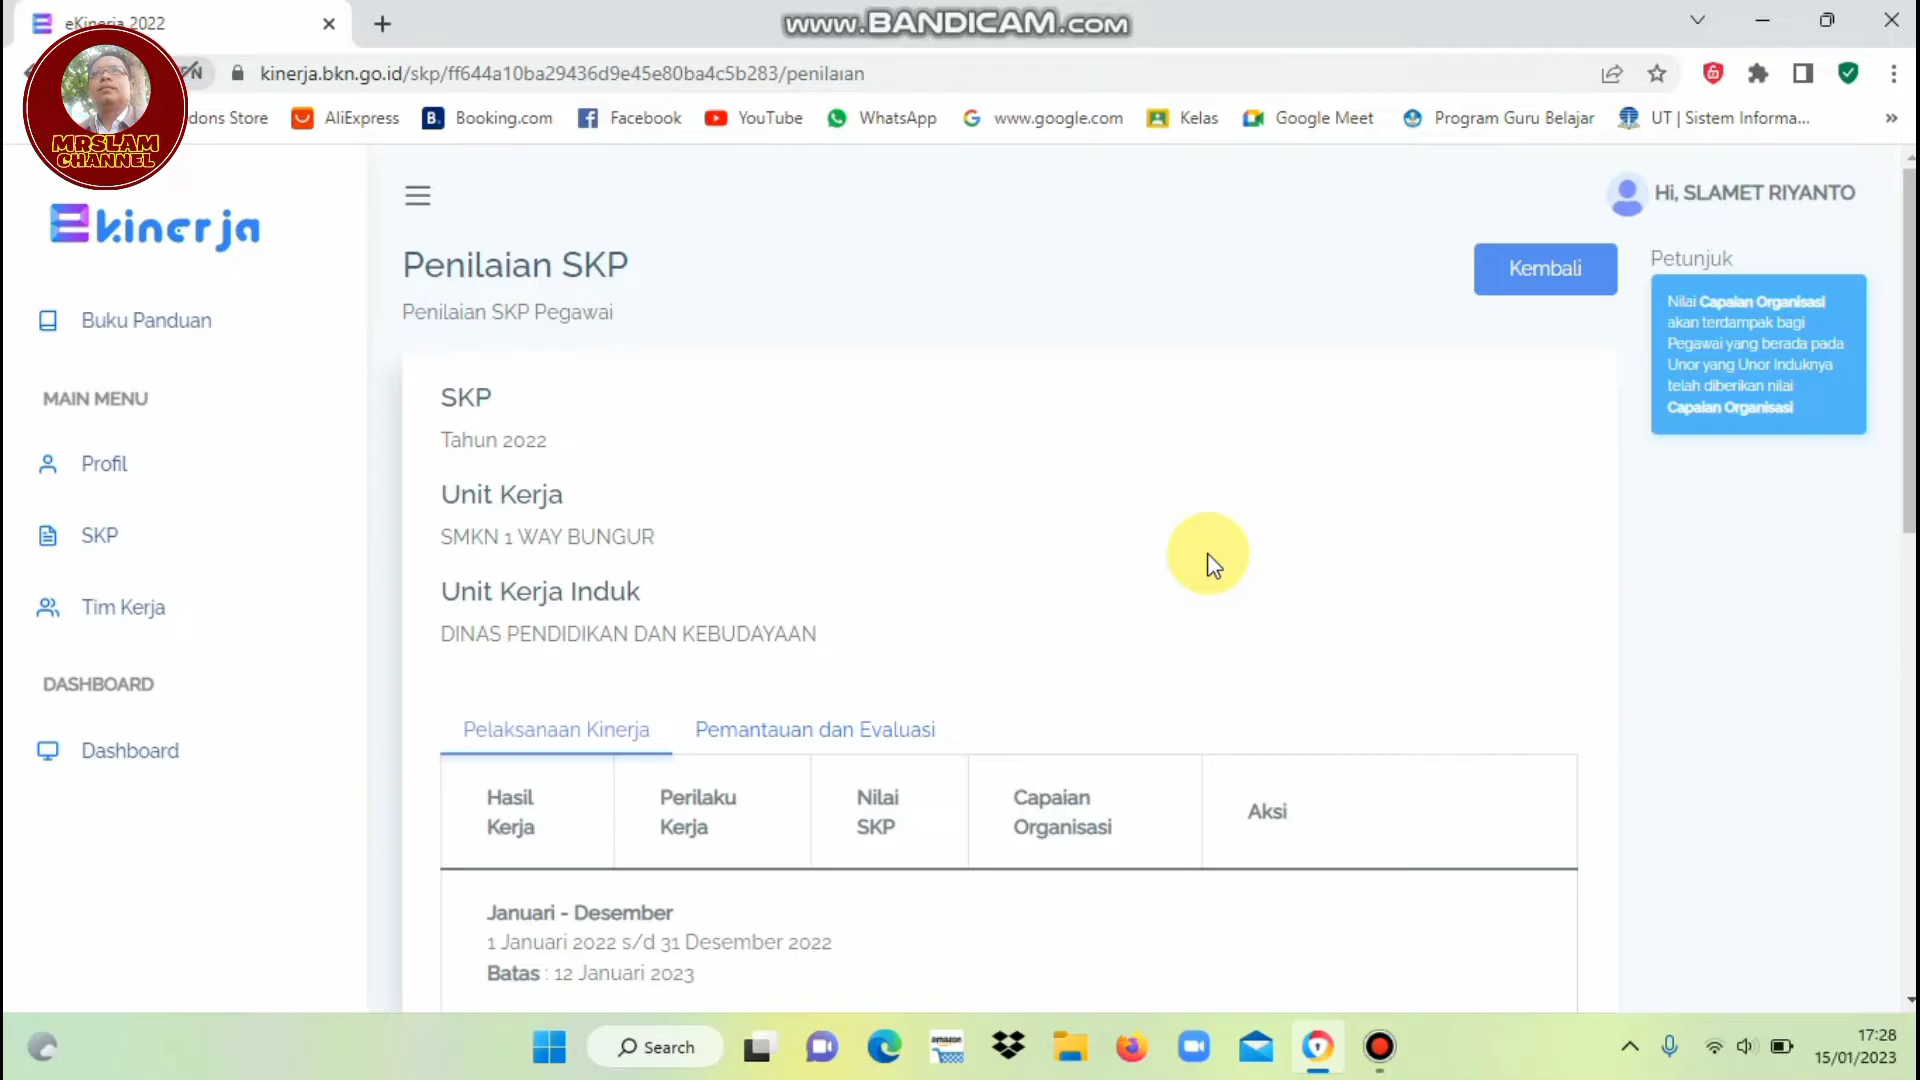 eKinerja 2022
www.BANDICAM.com
kinerja.bkn.go.id/skp/ff644a10ba29436d9e45e80ba4c5b283/penilaian
dons Store AliExpress Booking.com Facebook YouTube WhatsApp www.google.com Kelas Google Meet Program Guru Belajar UT | Sistem Informa... »
MRSLAM
CHANNEL
Ekinerja
Hi, SLAMET RIYANTO
Penilaian SKP
Penilaian SKP Pegawai
Kembali
Petunjuk
Nilai Capaian Organisasi
akan terdampak bagi
Pegawai yang berada pada
Unor yang Unor Induknya
telah diberikan nilai
Capaian Organisasi
Buku Panduan
MAIN MENU
Profil
SKP
Tim Kerja
DASHBOARD
Dashboard
SKP
Tahun 2022
Unit Kerja
SMKN 1 WAY BUNGUR
Unit Kerja Induk
DINAS PENDIDIKAN DAN KEBUDAYAAN
Pelaksanaan Kinerja Pemantauan dan Evaluasi
Hasil
Kerja
Perilaku
Kerja
Nilai
SKP
Capaian
Organisasi
Aksi
Januari - Desember
1 Januari 2022 s/d 31 Desember 2022
Batas : 12 Januari 2023
Search
amazon
17:28
15/01/2023